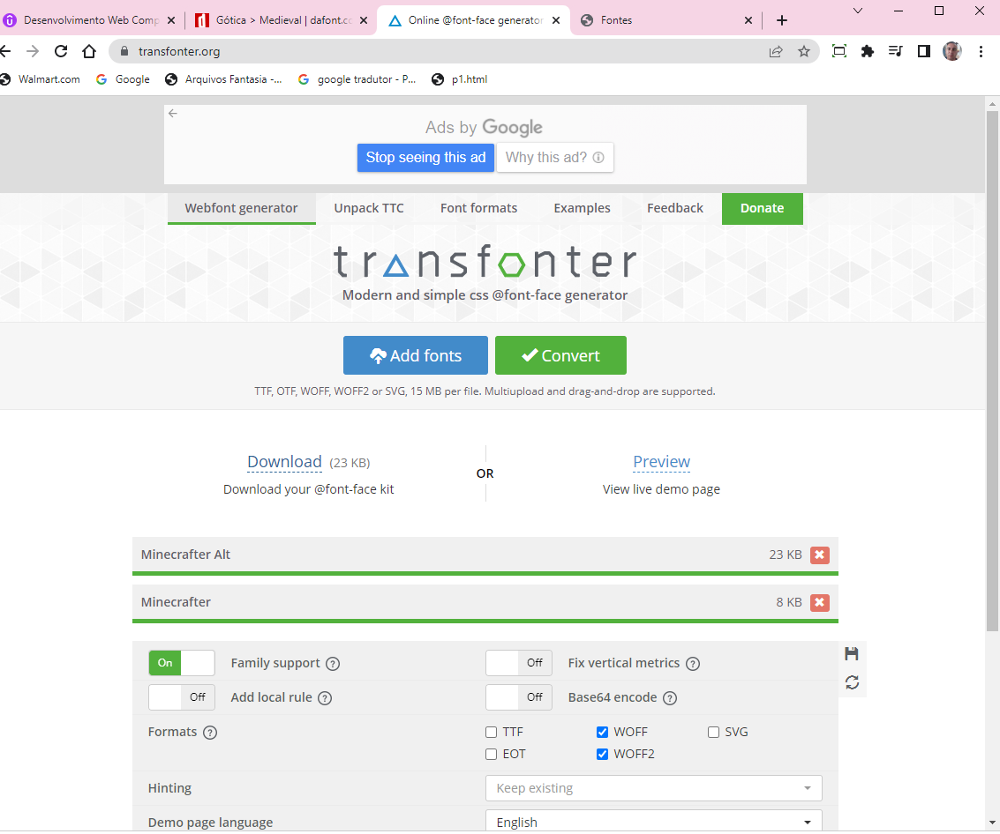 Desenvolvimento Web Comp
Gótica > Medieval | dafont.co
Online @font-face generator
Fontes
transfonter.org
Walmart.com
Google
Arquivos Fantasia -...
google tradutor - P...
p1.html
Ads by Google
Stop seeing this ad
Why this ad?
Webfont generator
Unpack TTC
Font formats
Examples
Feedback
Donate
transfonter
Modern and simple css @font-face generator
Add fonts
Convert
TTF, OTF, WOFF, WOFF2 or SVG, 15 MB per file. Multiupload and drag-and-drop are supported.
Download (23 KB)
OR
Preview
Download your @font-face kit
View live demo page
Minecrafter Alt
23 KB
Minecrafter
8 KB
On
Family support
Off
Fix vertical metrics
Off
Add local rule
Off
Base64 encode
Formats
TTF
WOFF
SVG
EOT
WOFF2
Hinting
Keep existing
Demo page language
English